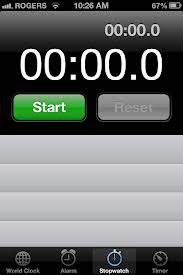 ROGERS 10:26 AM 67%
00:00.0
00:00.0
Start Reset
World Clock Alarm Stopwatch Timer